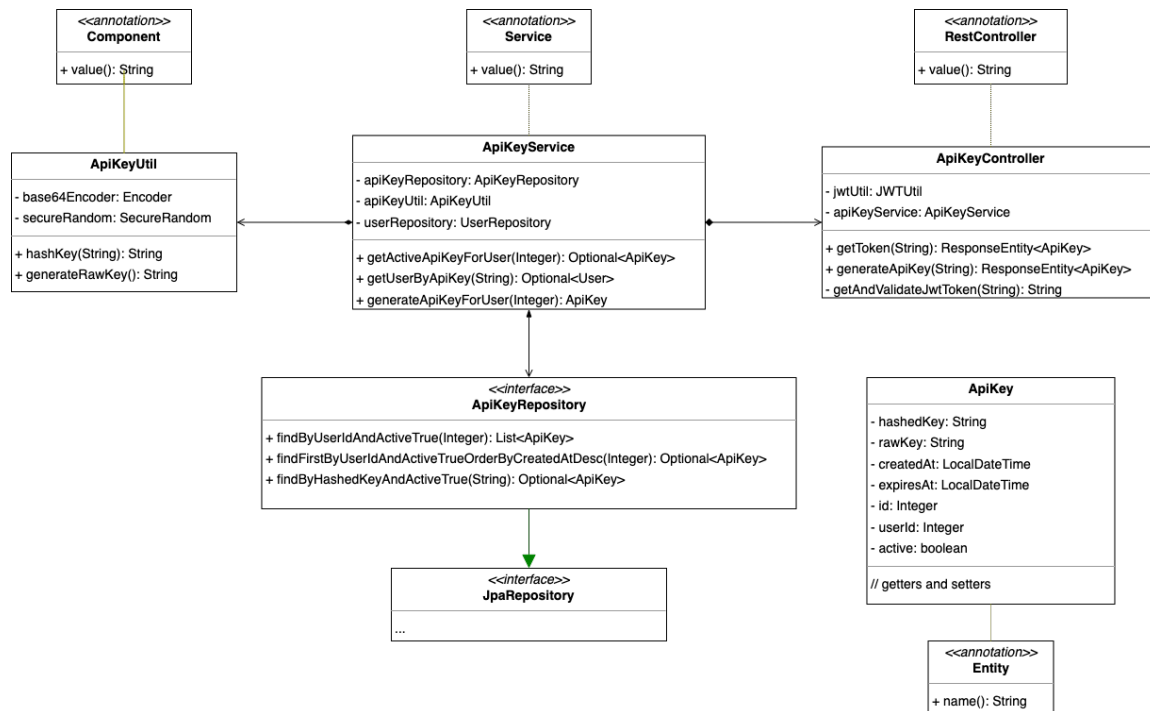 <<annotation>>
Component
+ value(): String
<<annotation>>
Service
+ value(): String
<<annotation>>
RestController
+ value(): String
ApiKeyUtil
- base64Encoder: Encoder
- secureRandom: SecureRandom
+ hashKey(String): String
+ generateRawKey(): String
ApiKeyService
- apiKeyRepository: ApiKeyRepository
- apiKeyUtil: ApiKeyUtil
- userRepository: UserRepository
+ getActiveApiKeyForUser(Integer): Optional<ApiKey>
+ getUserByApiKey(String): Optional<User>
+ generateApiKeyForUser(Integer): ApiKey
ApiKeyController
- jwtUtil: JWTUtil
- apiKeyService: ApiKeyService
+ getToken(String): ResponseEntity<ApiKey>
+ generateApiKey(String): ResponseEntity<ApiKey>
- getAndValidateJwtToken(String): String
<<interface>>
ApiKeyRepository
+ findByUserIdAndActiveTrue(Integer): List<ApiKey>
+ findFirstByUserIdAndActiveTrueOrderByCreatedAtDesc(Integer): Optional<ApiKey>
+ findByHashedKeyAndActiveTrue(String): Optional<ApiKey>
ApiKey
- hashedKey: String
- rawKey: String
- createdAt: LocalDateTime
- expiresAt: LocalDateTime
- id: Integer
- userId: Integer
- active: boolean
// getters and setters
<<interface>>
JpaRepository
...
<<annotation>>
Entity
+ name(): String